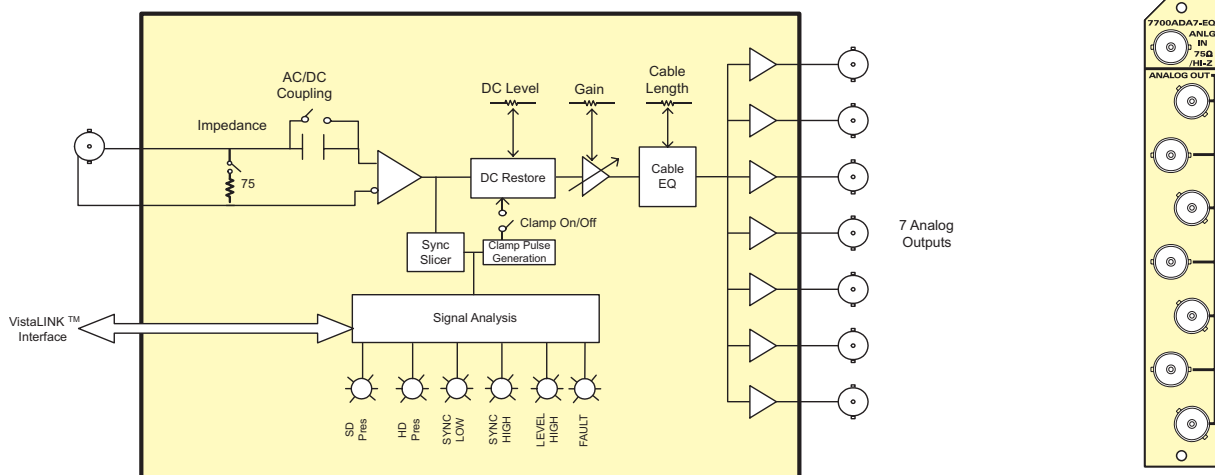 AC/DC
Coupling
Impedance
75
DC Level
Gain
Cable
Length
DC Restore
Cable
EQ
Clamp On/Off
Sync
Slicer
Clamp Pulse
Generation
Signal Analysis
VistaLINK ™
Interface
SD
Pres
HD
Pres
SYNC
LOW
SYNC
HIGH
LEVEL
HIGH
FAULT
7 Analog
Outputs
7700ADA7-EQ
ANLG
IN
75Ω
/HI-Z
ANALOG OUT